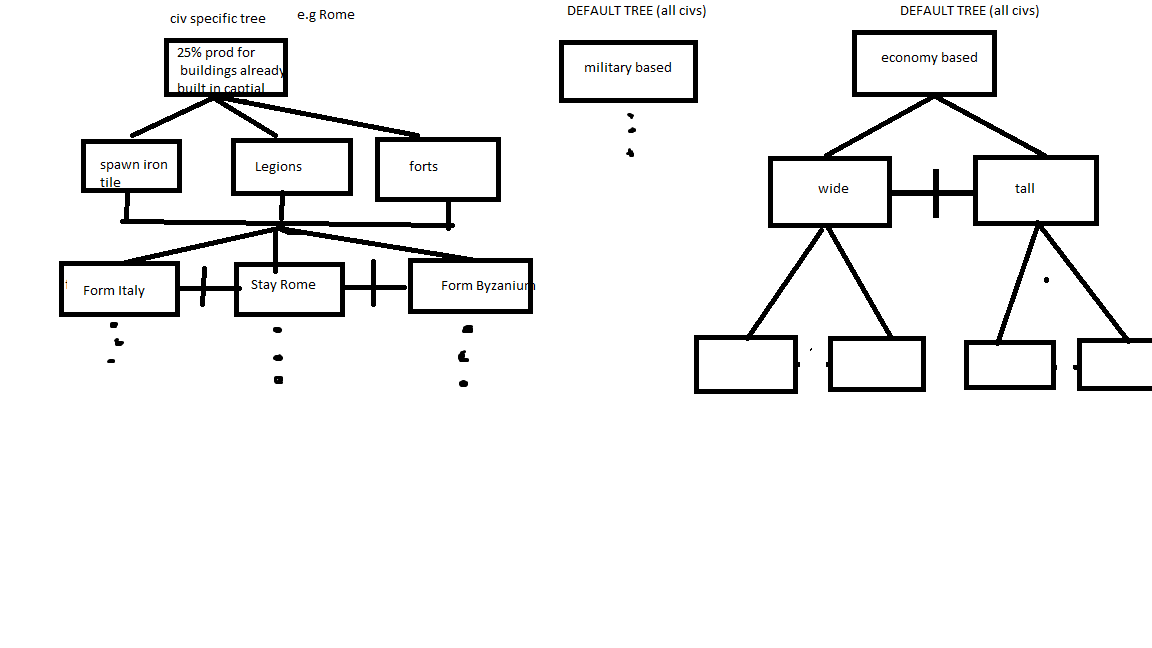 civ specific tree
e.g Rome
25% prod for
buildings already
built in captial
spawn iron
tile
Legions
forts
Form Italy
Stay Rome
Form Byzanium
DEFAULT TREE (all civs)
military based
DEFAULT TREE (all civs)
economy based
wide
tall